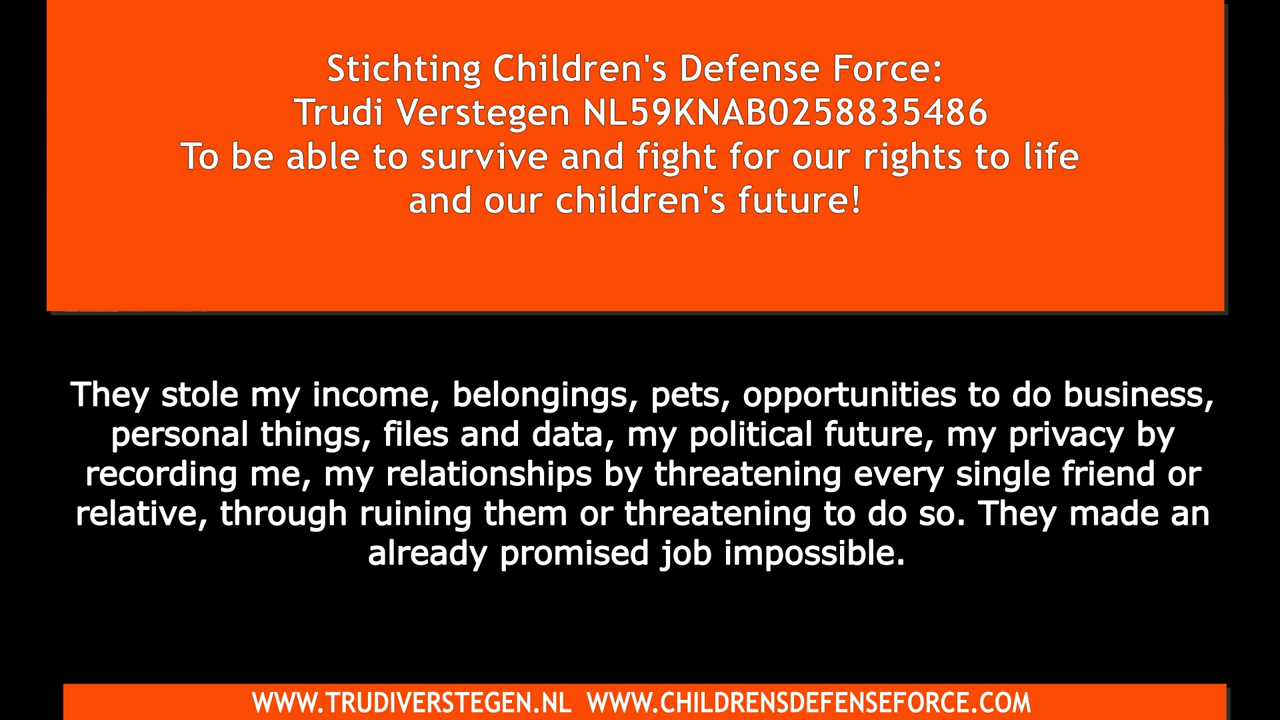 Stichting Children's Defense Force:
Trudi Verstegen NL59KNAB0258835486
To be able to survive and fight for our rights to life
and our children's future!
They stole my income, belongings, pets, opportunities to do business,
personal things, files and data, my political future, my privacy by
recording me, my relationships by threatening every single friend or
relative, through ruining them or threatening to do so. They made an
already promised job impossible.
WWW.TRUDIVERSTEGEN.NL WWW.CHILDRENSDEFENSEFORCE.COM